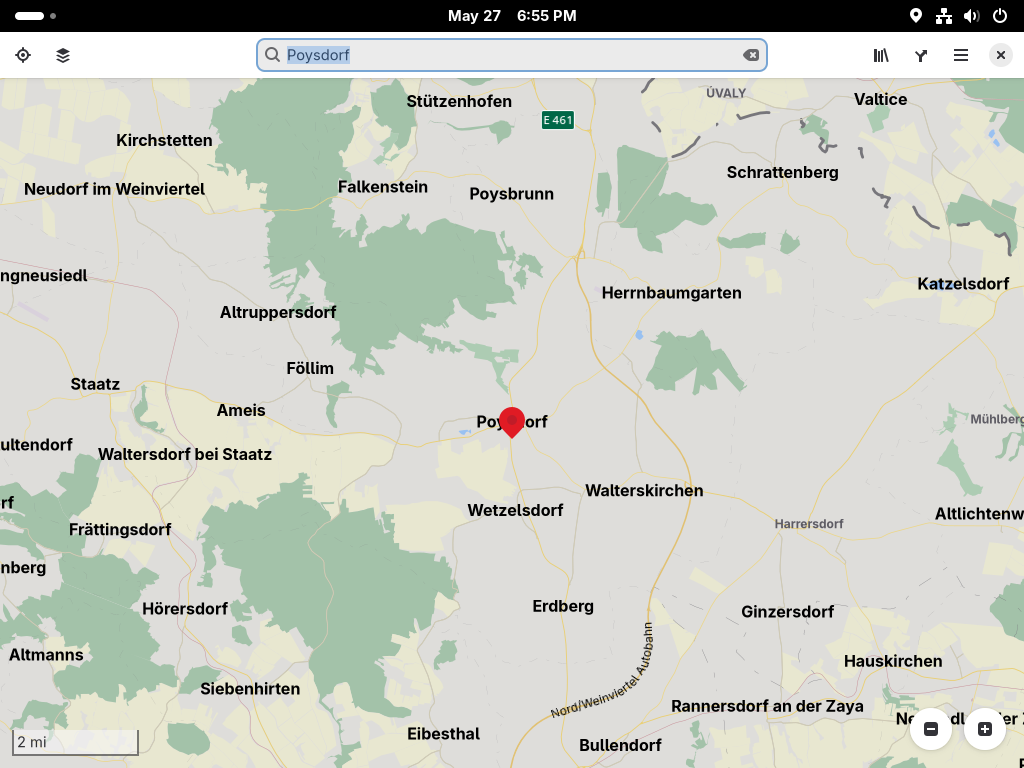 May 27 6:55 PM
Poysdorf
Stützenhofen
ÚVALY
Valtice
E 461
Kirchstetten
Schrattenberg
Neudorf im Weinviertel
Falkenstein
Poysbrunn
ngneusiedl
Katzelsdorf
Herrnbaumgarten
Altruppersdorf
Föllim
Staatz
Ameis
Mühlberg
ultendorf
Waltersdorf bei Staatz
Walterskirchen
rf
Wetzelsdorf
Altlichtenw
Frättingsdorf
Harrersdorf
nberg
Hörersdorf
Erdberg
Ginzersdorf
Altmanns
Nord/Weinviertel Autobahn
Hauskirchen
Siebenhirten
Rannersdorf an der Zaya
Eibesthal
2 mi
Bullendorf